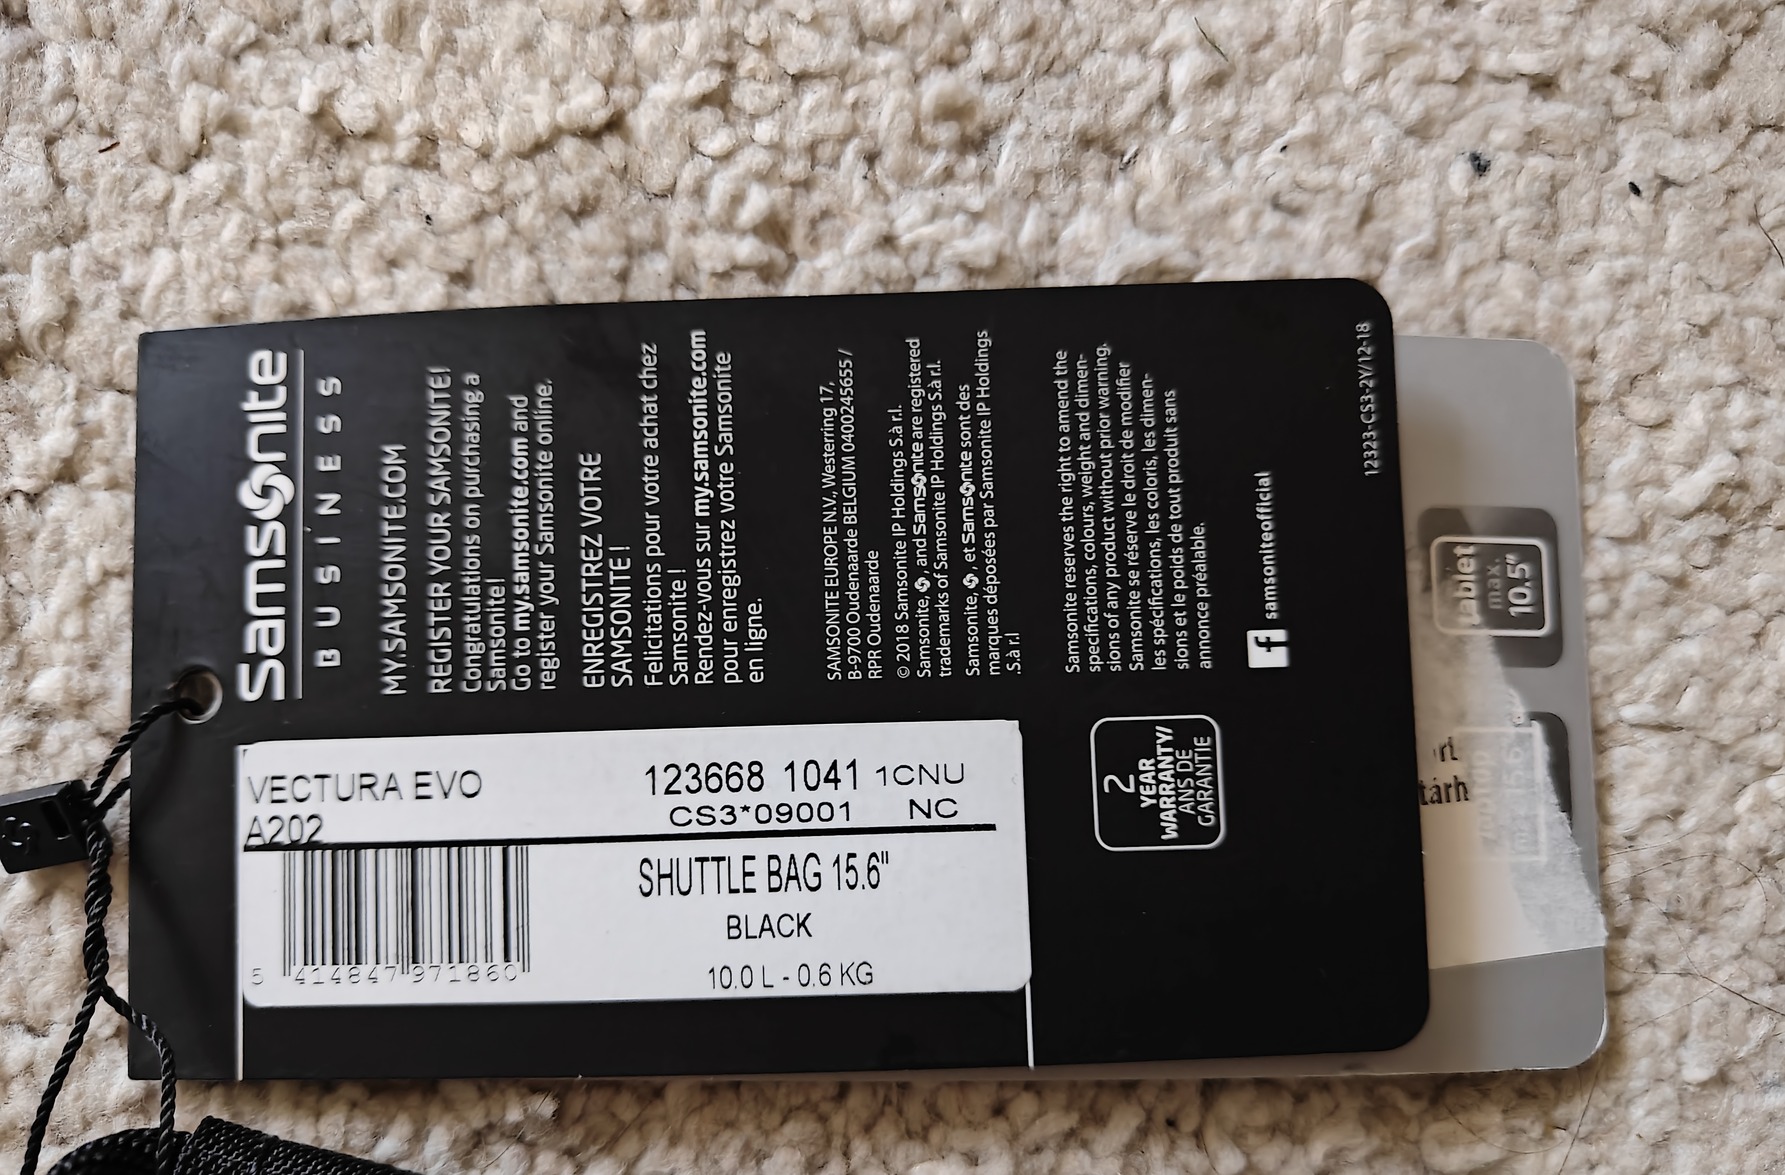 Samsonite
BUSINESS
MY.SAMSONITE.COM
REGISTER YOUR SAMSONITE!
Congratulations on purchasing a
Samsonite!
Go to my.samsonite.com and
register your Samsonite online.
ENREGISTREZ VOTRE
SAMSONITE !
Felicitations pour votre achat chez
Samsonite !
Rendez-vous sur my.samsonite.com
pour enregistrez votre Samsonite
en ligne.
SAMSONITE EUROPE N.V., Westerring 17,
B-9700 Oudenaarde BELGIUM 0400245655 /
RPR Oudenaarde
© 2018 Samsonite IP Holdings S.à r.l.
Samsonite, , and Samsonite are registered
trademarks of Samsonite IP Holdings S.à r.l.
Samsonite, , et Samsonite sont des
marques déposées par Samsonite IP Holdings
.S.à r.l
Samsonite reserves the right to amend the
specifications, colours, weight and dimen-
sions of any product without prior warning.
Samsonite se réserve le droit de modifier
les spécifications, les coloris, les dimen-
sions et le poids de tout produit sans
annonce préalable.
f samsoniteofficial
12323-CS3-2V/12-18
VECTURA EVO
A202
123668 1041 1CNU
CS3*09001 NC
SHUTTLE BAG 15.6"
BLACK
10.0 L - 0.6 KG
5 414847 971860
2
YEAR
WARRANTY/
ANS DE
GARANTIE
tablet
max.
10.5"